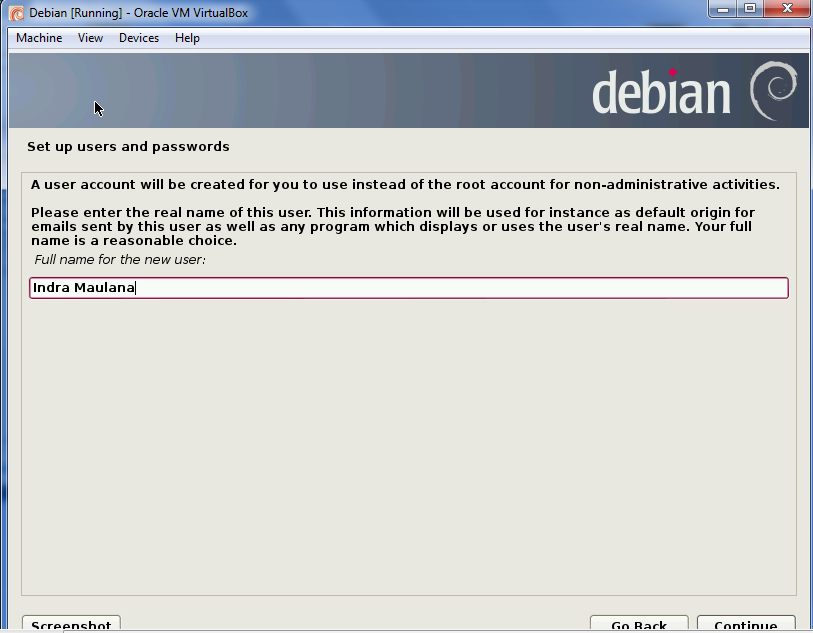 Debian [Running] - Oracle VM VirtualBox
Machine View Devices Help
debian
Set up users and passwords
A user account will be created for you to use instead of the root account for non-administrative activities.
Please enter the real name of this user. This information will be used for instance as default origin for
emails sent by this user as well as any program which displays or uses the user's real name. Your full
name is a reasonable choice.
Full name for the new user:
Indra Maulana
Screenshot Go Back Continue